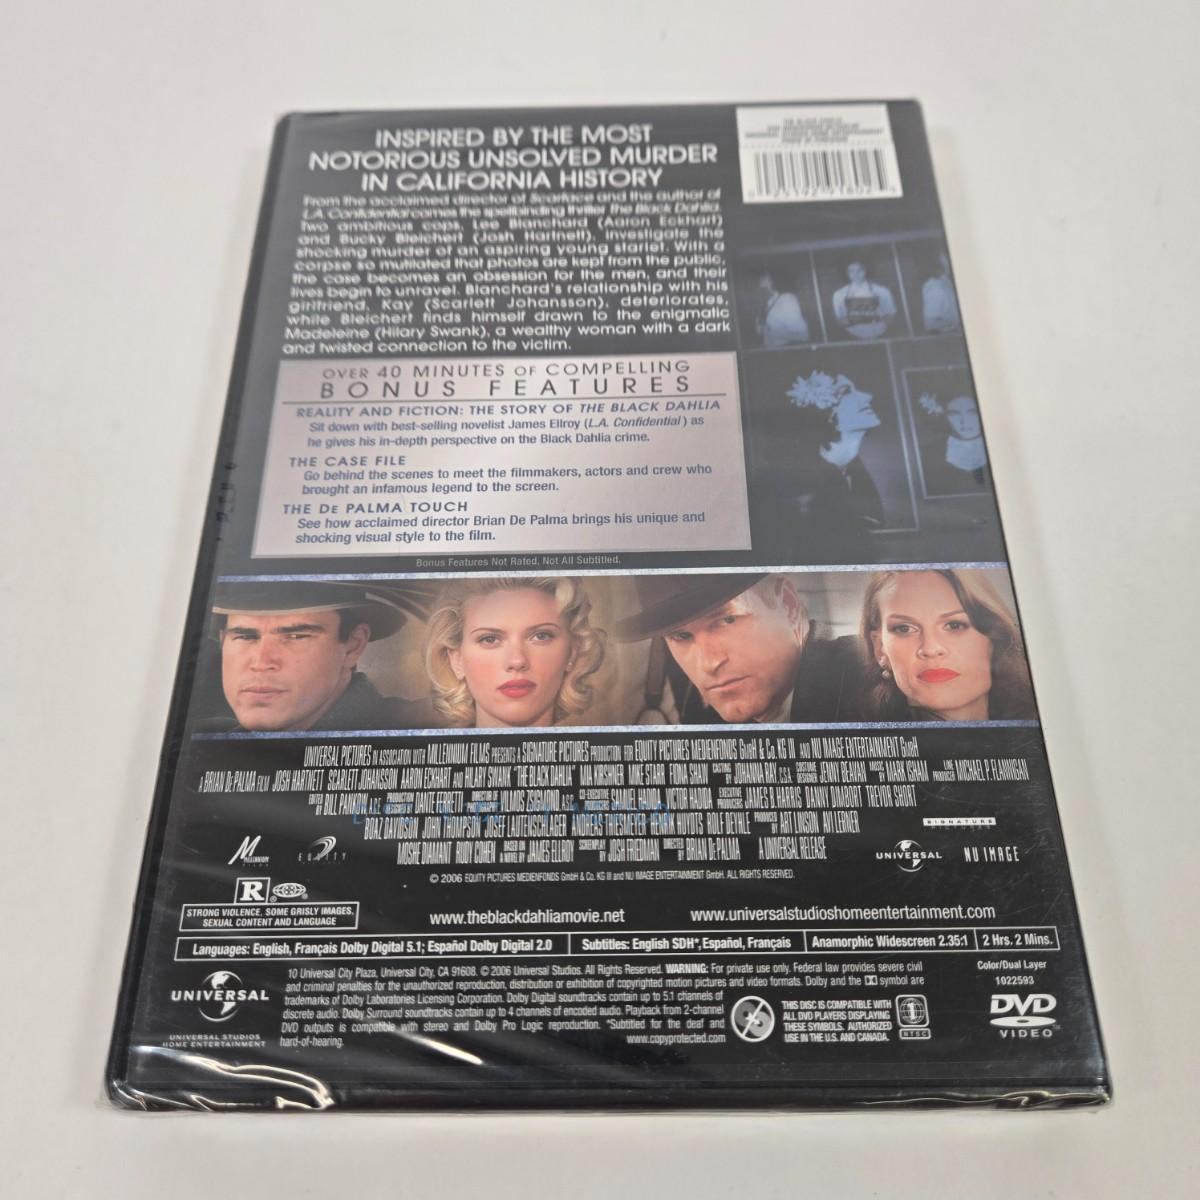 INSPIRED BY THE MOST
NOTORIOUS UNSOLVED MURDER
IN CALIFORNIA HISTORY
From the acclaimed director of Scarface and the author of
L.A. Confidential comes the spellbinding thriller The Black Dahlia.
Two ambitious cops, Lee Blanchard (Aaron Eckhart)
and Bucky Bleichert (Josh Hartnett), investigate the
shocking murder of an aspiring young starlet. With a
corpse so mutilated that photos are kept from the public,
the case becomes an obsession for the men, and their
lives begin to unravel. Blanchard's relationship with his
girlfriend, Kay (Scarlett Johansson), deteriorates,
while Bleichert finds himself drawn to the enigmatic
Madeleine (Hilary Swank), a wealthy woman with a dark
and twisted connection to the victim.
OVER 40 MINUTES OF COMPELLING
BONUS FEATURES
REALITY AND FICTION: THE STORY OF THE BLACK DAHLIA
Sit down with best-selling novelist James Ellroy (L.A. Confidential) as
he gives his in-depth perspective on the Black Dahlia crime.
THE CASE FILE
Go behind the scenes to meet the filmmakers, actors and crew who
brought an infamous legend to the screen.
THE DE PALMA TOUCH
See how acclaimed director Brian De Palma brings his unique and
shocking visual style to the film.
Bonus Features Not Rated, Not All Subtitled.
UNIVERSAL PICTURES IN ASSOCIATION WITH MILLENNIUM FILMS PRESENTS A SIGNATURE PICTURES PRODUCTION FOR EQUITY PICTURES MEDIENFONDS GmbH & Co. KG III AND NU IMAGE ENTERTAINMENT GmbH
A BRIAN DE PALMA FILM JOSH HARTNETT SCARLETT JOHANSSON AARON ECKHART AND HILARY SWANK "THE BLACK DAHLIA" MIA KIRSHNER MIKE STARR FIONA SHAW CASTING BY JOHANNA RAY C.S.A. COSTUME DESIGNER JENNY BEAVAN MUSIC BY MARK ISHAM LINE PRODUCER MICHAEL P. FLANNIGAN
EDITED BY BILL PANKOW, A.C.E. PRODUCTION DESIGNER DANTE FERRETTI DIRECTOR OF PHOTOGRAPHY VILMOS ZSIGMOND, A.S.C. CO-EXECUTIVE PRODUCERS SAMUEL HADIDA VICTOR HADIDA EXECUTIVE PRODUCERS JAMES B. HARRIS DANNY DIMBORT TREVOR SHORT
BOAZ DAVIDSON JOHN THOMPSON JOSEF LAUTENSCHLAGER ANDREAS THIESMEYER HENRIK HUYDTS ROLF DEYHLE PRODUCED BY ART LINSON AVI LERNER
MOSHE DIAMANT RUDY COHEN BASED ON A NOVEL BY JAMES ELLROY SCREENPLAY BY JOSH FRIEDMAN DIRECTED BY BRIAN DE PALMA A UNIVERSAL RELEASE
SIGNATURE
PICTURES
MILLENNIUM
FILMS
EQUITY
UNIVERSAL
NU IMAGE
© 2006 EQUITY PICTURES MEDIENFONDS GmbH & Co. KG III and NU IMAGE ENTERTAINMENT GmbH. ALL RIGHTS RESERVED.
R
STRONG VIOLENCE, SOME GRISLY IMAGES,
SEXUAL CONTENT AND LANGUAGE
www.theblackdahliamovie.net
www.universalstudioshomeentertainment.com
Languages: English, Français Dolby Digital 5.1; Español Dolby Digital 2.0
Subtitles: English SDH*, Español, Français
Anamorphic Widescreen 2.35:1
2 Hrs. 2 Mins.
UNIVERSAL
UNIVERSAL STUDIOS
HOME ENTERTAINMENT
10 Universal City Plaza, Universal City, CA 91608. © 2006 Universal Studios. All Rights Reserved. WARNING: For private use only. Federal law provides severe civil
and criminal penalties for the unauthorized reproduction, distribution or exhibition of copyrighted motion pictures and video formats. Dolby and the DD symbol are
trademarks of Dolby Laboratories Licensing Corporation. Dolby Digital soundtracks contain up to 5.1 channels of
discrete audio. Dolby Surround soundtracks contain up to 4 channels of encoded audio. Playback from 2-channel
DVD outputs is compatible with stereo and Dolby Pro Logic reproduction. *Subtitled for the deaf and
hard-of-hearing.
www.copyprotected.com
THIS DISC IS COMPATIBLE WITH
ALL DVD PLAYERS DISPLAYING
THESE SYMBOLS. AUTHORIZED
USE IN THE U.S. AND CANADA.
1
NTSC
Color/Dual Layer
1022593
DVD
VIDEO